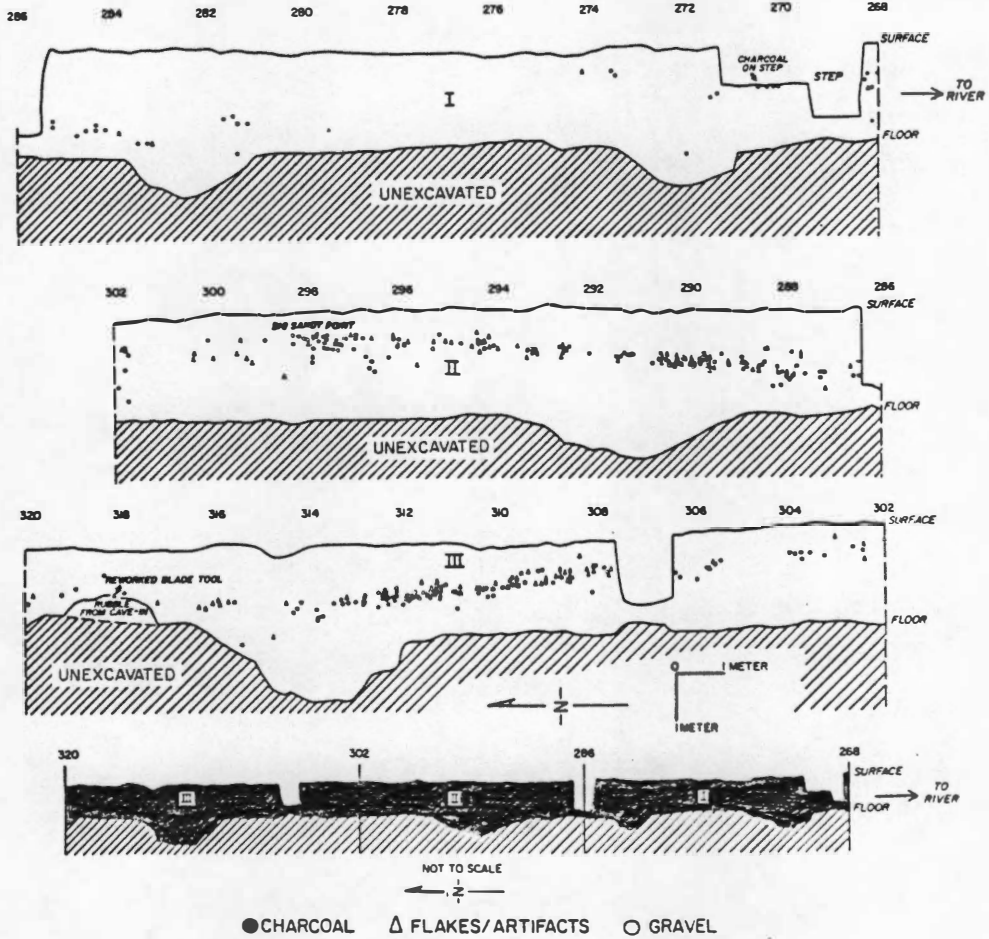 286 284 282 280 278 276 274 272 270 268
SURFACE
CHARCOAL
ON STEP
STEP
TO
RIVER
I
FLOOR
UNEXCAVATED
302 300 298 296 294 292 290 288 286
SURFACE
BIG SANDY POINT
II
FLOOR
UNEXCAVATED
320 318 316 314 312 310 308 306 304 302
SURFACE
III
REWORKED BLADE TOOL
RUBBLE
FROM CAVE-IN
FLOOR
UNEXCAVATED
0 1 METER
N
1 METER
320 302 286 268
SURFACE
III II I
TO
RIVER
FLOOR
NOT TO SCALE
N
CHARCOAL FLAKES/ARTIFACTS GRAVEL